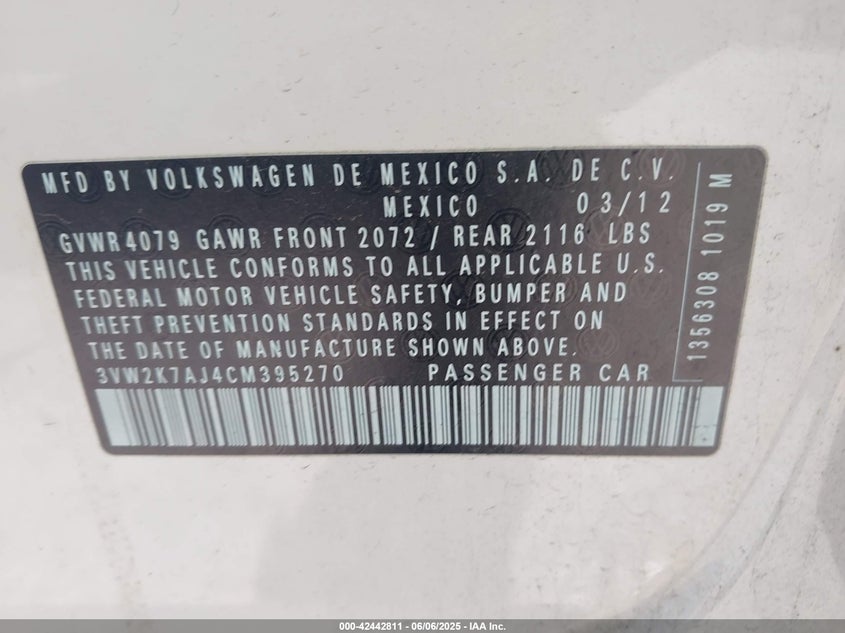 MFD BY VOLKSWAGEN DE MEXICO S.A. DE C.V.
MEXICO 03/12
GVWR 4079 GAWR FRONT 2072 / REAR 2116 LBS
THIS VEHICLE CONFORMS TO ALL APPLICABLE U.S.
FEDERAL MOTOR VEHICLE SAFETY, BUMPER AND
THEFT PREVENTION STANDARDS IN EFFECT ON
THE DATE OF MANUFACTURE SHOWN ABOVE.
3VW2K7AJ4CM395270 PASSENGER CAR
1356308 1019 M
000-42442811 - 06/06/2025 - IAA Inc.